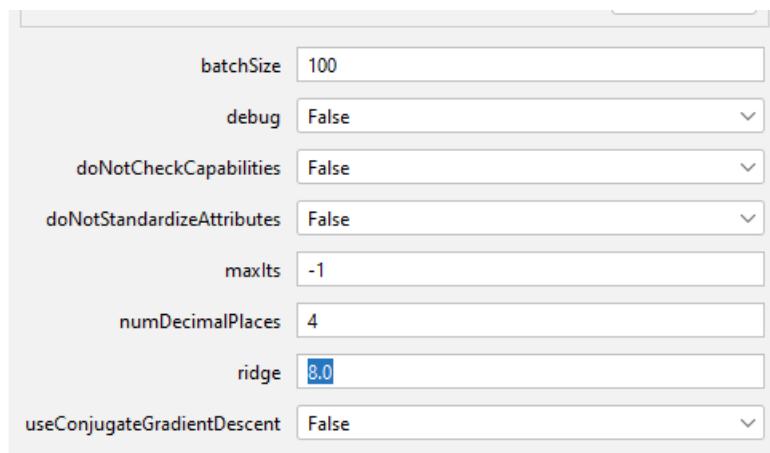 batchSize 100
debug False
doNotCheckCapabilities False
doNotStandardizeAttributes False
maxIts -1
numDecimalPlaces 4
ridge 8.0
useConjugateGradientDescent False